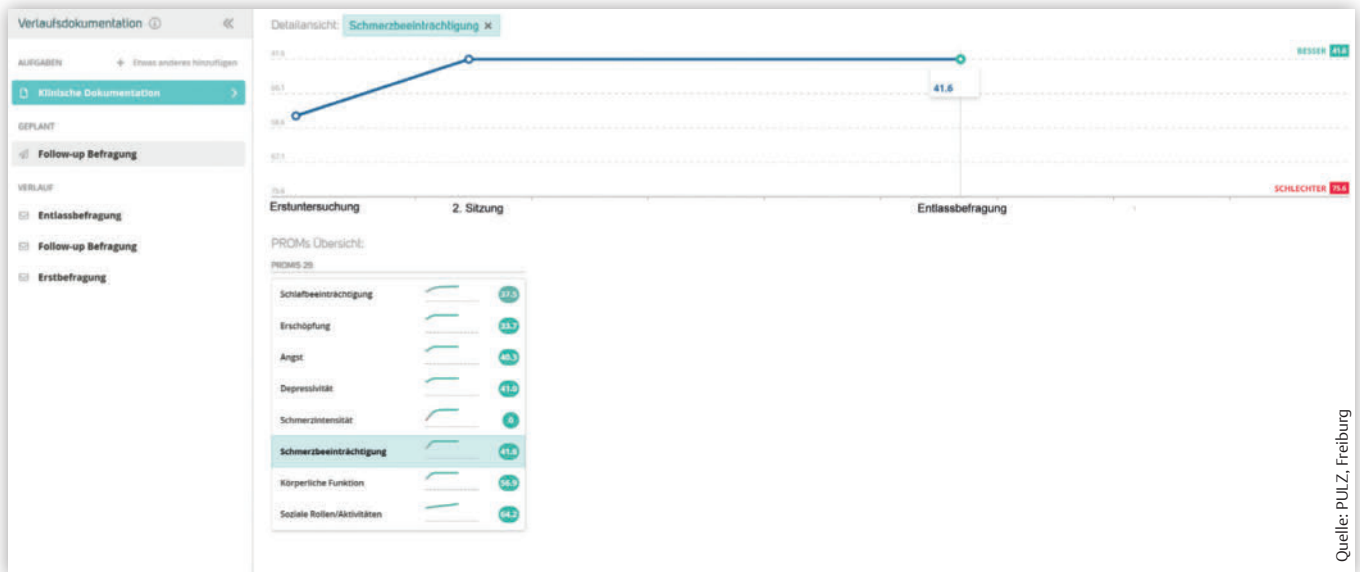 Verlaufsdokumentation ⓘ «
AUFGABEN + Etwas anderes hinzufügen
Klinische Dokumentation >
GEPLANT
Follow-up Befragung
VERLAUF
Entlassbefragung
Follow-up Befragung
Erstbefragung
Detailansicht: Schmerzbeeinträchtigung ×
BESSER 41.6
41.6
SCHLECHTER 75.6
75.6
Erstuntersuchung 2. Sitzung Entlassbefragung
PROMs Übersicht:
PROMIS-29
Schlafbeeinträchtigung 37.5
Erschöpfung 33.7
Angst 40.3
Depressivität 41.0
Schmerzintensität 0
Schmerzbeeinträchtigung 41.6
Körperliche Funktion 56.9
Soziale Rollen/Aktivitäten 64.2
Quelle: PULZ, Freiburg